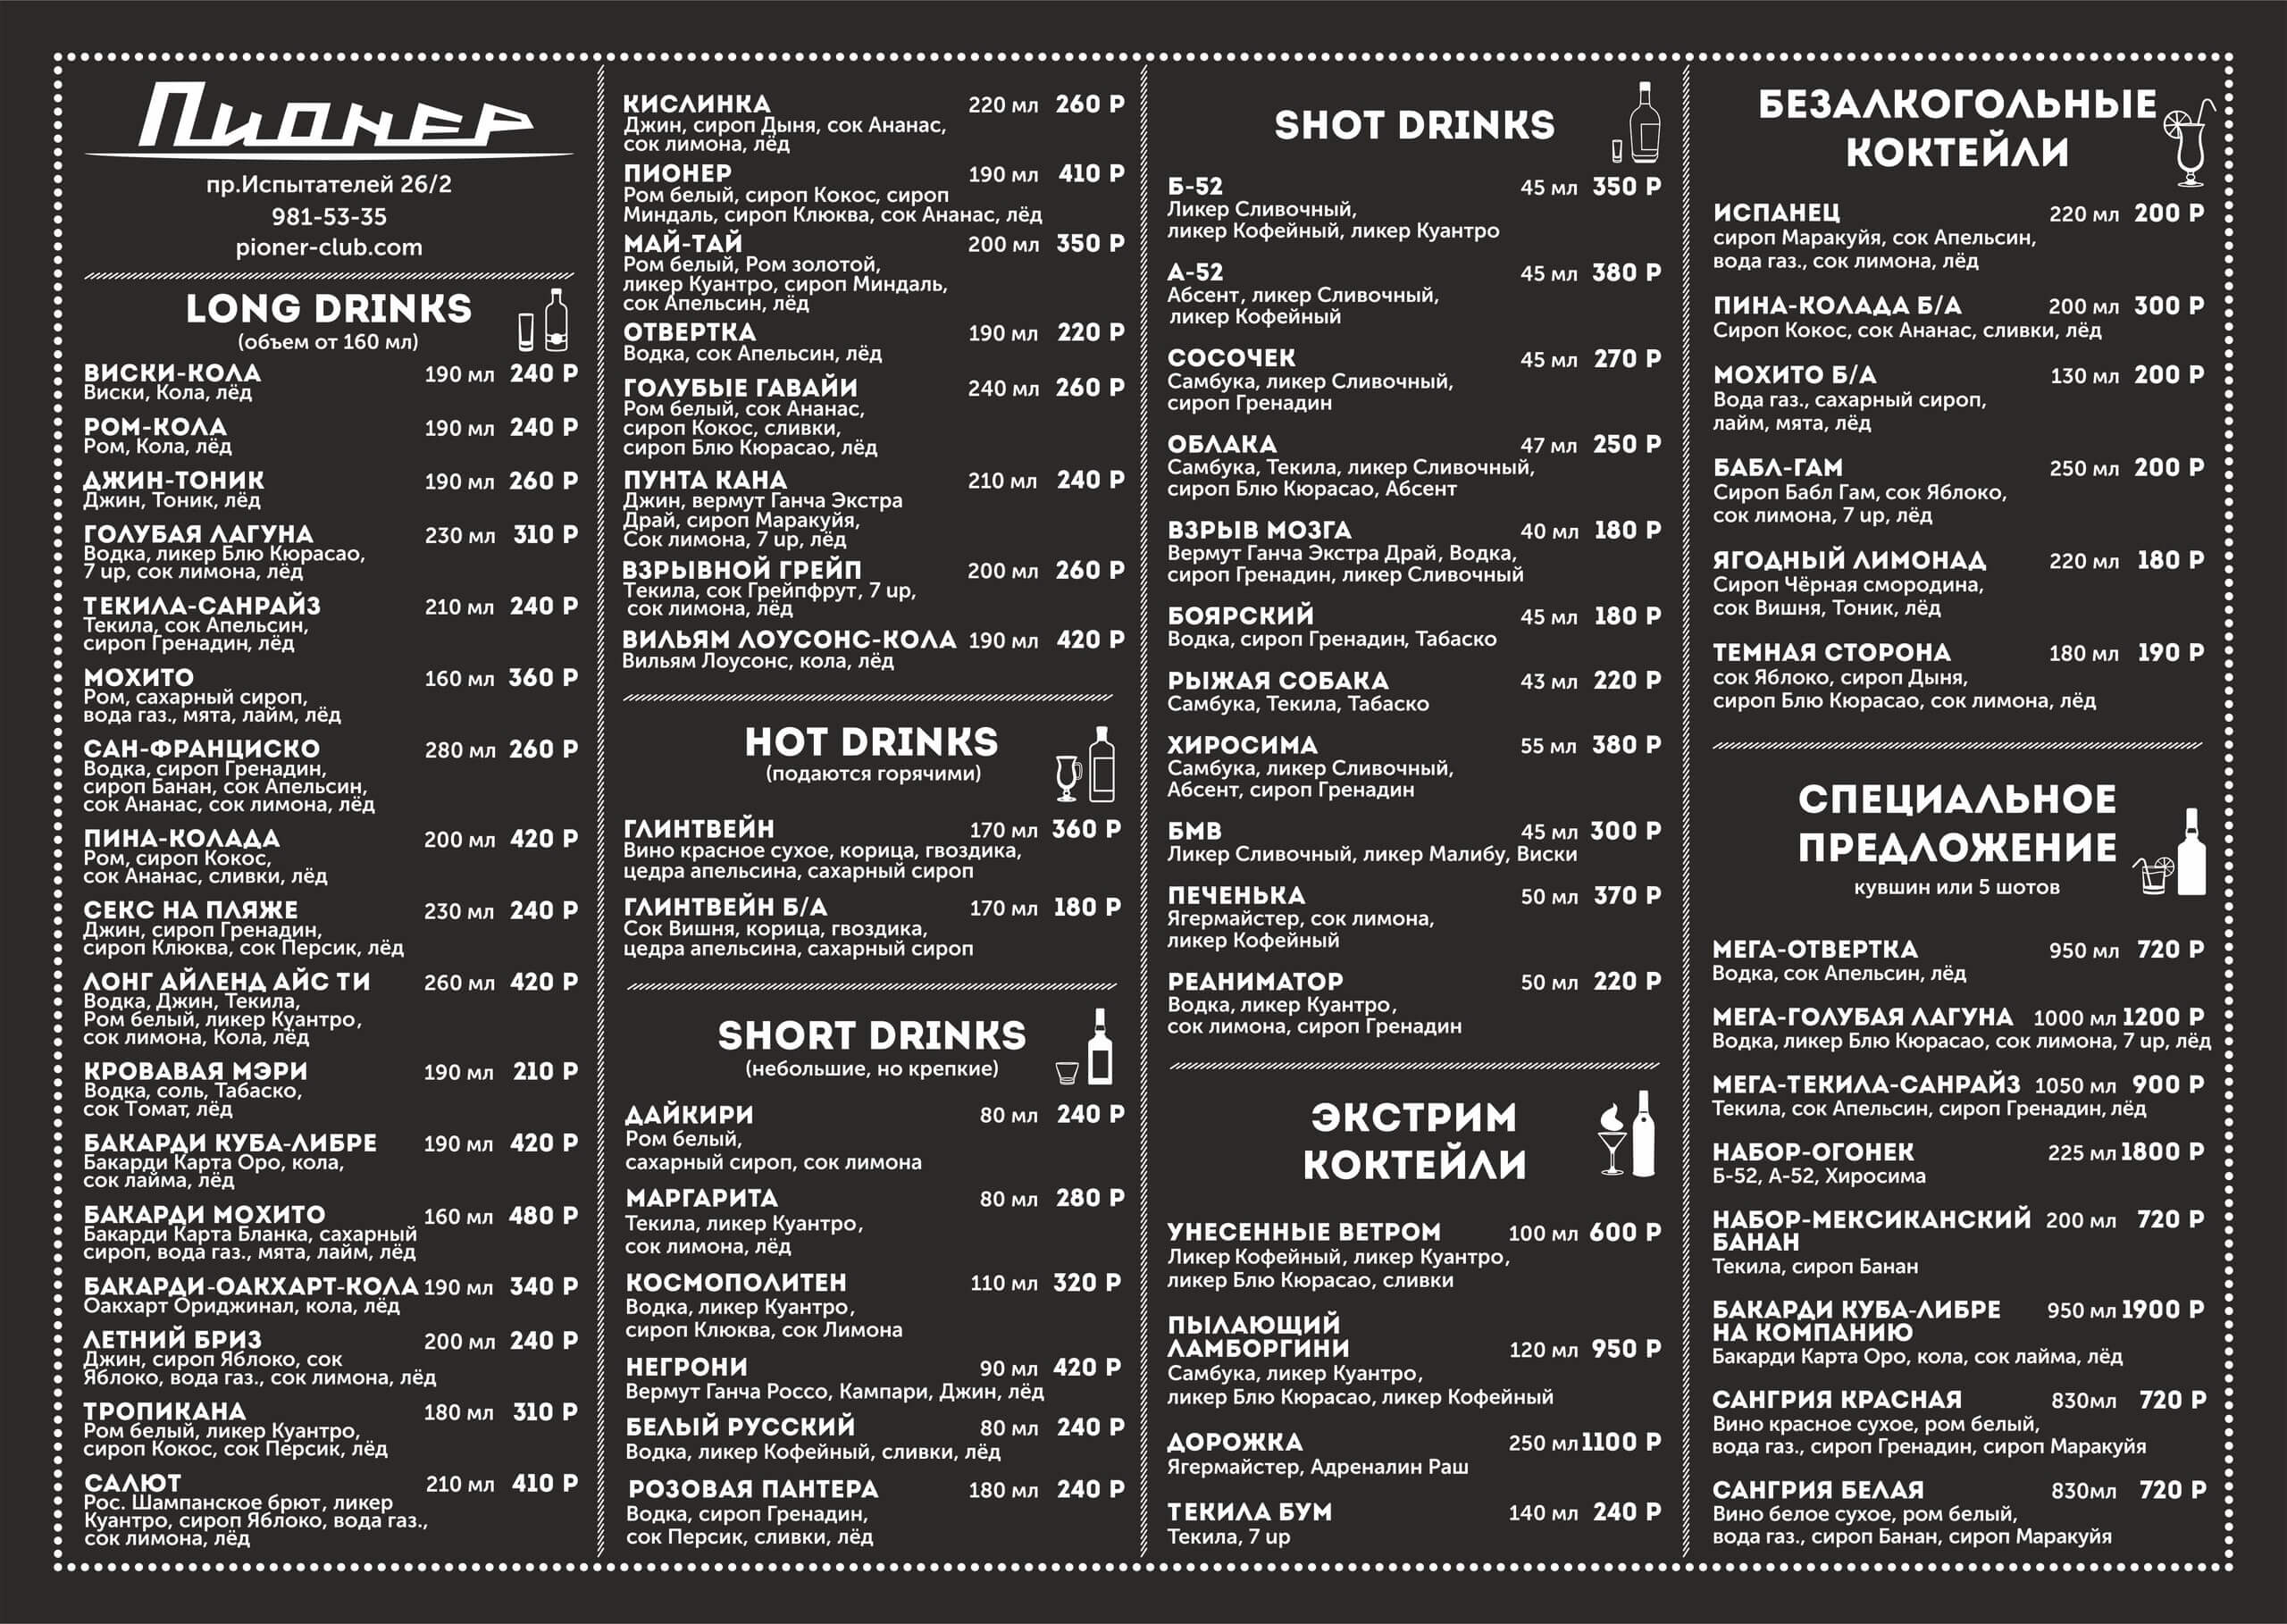 Пионер
пр.Испытателей 26/2
981-53-35
pioner-club.com
LONG DRINKS
(объем от 160 мл)
ВИСКИ-КОЛА 190 мл 240 Р
Виски, Кола, лёд
РОМ-КОЛА 190 мл 240 Р
Ром, Кола, лёд
ДЖИН-ТОНИК 190 мл 260 Р
Джин, Тоник, лёд
ГОЛУБАЯ ЛАГУНА 230 мл 310 Р
Водка, ликер Блю Кюрасао,
7 up, сок лимона, лёд
ТЕКИЛА-САНРАЙЗ 210 мл 240 Р
Текила, сок Апельсин,
сироп Гренадин, лёд
МОХИТО 160 мл 360 Р
Ром, сахарный сироп,
вода газ., мята, лайм, лёд
САН-ФРАНЦИСКО 280 мл 260 Р
Водка, сироп Гренадин,
сироп Банан, сок Апельсин,
сок Ананас, сок лимона, лёд
ПИНА-КОЛАДА 200 мл 420 Р
Ром, сироп Кокос,
сок Ананас, сливки, лёд
СЕКС НА ПЛЯЖЕ 230 мл 240 Р
Джин, сироп Гренадин,
сироп Клюква, сок Персик, лёд
ЛОНГ АЙЛЕНД АЙС ТИ 260 мл 420 Р
Водка, Джин, Текила,
Ром белый, ликер Куантро,
сок лимона, Кола, лёд
КРОВАВАЯ МЭРИ 190 мл 210 Р
Водка, соль, Табаско,
сок Томат, лёд
БАКАРДИ КУБА-ЛИБРЕ 190 мл 420 Р
Бакарди Карта Оро, кола,
сок лайма, лёд
БАКАРДИ МОХИТО 160 мл 480 Р
Бакарди Карта Бланка, сахарный
сироп, вода газ., мята, лайм, лёд
БАКАРДИ-ОАКХАРТ-КОЛА 190 мл 340 Р
Оакхарт Ориджинал, кола, лёд
ЛЕТНИЙ БРИЗ 200 мл 240 Р
Джин, сироп Яблоко, сок
Яблоко, вода газ., сок лимона, лёд
ТРОПИКАНА 180 мл 310 Р
Ром белый, ликер Куантро,
сироп Кокос, сок Персик, лёд
САЛЮТ 210 мл 410 Р
Рос. Шампанское брют, ликер
Куантро, сироп Яблоко, вода газ.,
сок лимона, лёд
КИСЛИНКА 220 мл 260 Р
Джин, сироп Дыня, сок Ананас,
сок лимона, лёд
ПИОНЕР 190 мл 410 Р
Ром белый, сироп Кокос, сироп
Миндаль, сироп Клюква, сок Ананас, лёд
МАЙ-ТАЙ 200 мл 350 Р
Ром белый, Ром золотой,
ликер Куантро, сироп Миндаль,
сок Апельсин, лёд
ОТВЕРТКА 190 мл 220 Р
Водка, сок Апельсин, лёд
ГОЛУБЫЕ ГАВАЙИ 240 мл 260 Р
Ром белый, сок Ананас,
сироп Кокос, сливки,
сироп Блю Кюрасао, лёд
ПУНТА КАНА 210 мл 240 Р
Джин, вермут Ганча Экстра
Драй, сироп Маракуйя,
Сок лимона, 7 up, лёд
ВЗРЫВНОЙ ГРЕЙП 200 мл 260 Р
Текила, сок Грейпфрут, 7 up,
сок лимона, лёд
ВИЛЬЯМ ЛОУСОНС-КОЛА 190 мл 420 Р
Вильям Лоусонс, кола, лёд
HOT DRINKS
(подаются горячими)
ГЛИНТВЕЙН 170 мл 360 Р
Вино красное сухое, корица, гвоздика,
цедра апельсина, сахарный сироп
ГЛИНТВЕЙН Б/А 170 мл 180 Р
Сок Вишня, корица, гвоздика,
цедра апельсина, сахарный сироп
SHORT DRINKS
(небольшие, но крепкие)
ДАЙКИРИ 80 мл 240 Р
Ром белый,
сахарный сироп, сок лимона
МАРГАРИТА 80 мл 280 Р
Текила, ликер Куантро,
сок лимона, лёд
КОСМОПОЛИТЕН 110 мл 320 Р
Водка, ликер Куантро,
сироп Клюква, сок Лимона
НЕГРОНИ 90 мл 420 Р
Вермут Ганча Россо, Кампари, Джин, лёд
БЕЛЫЙ РУССКИЙ 80 мл 240 Р
Водка, ликер Кофейный, сливки, лёд
РОЗОВАЯ ПАНТЕРА 180 мл 240 Р
Водка, сироп Гренадин,
сок Персик, сливки, лёд
SHOT DRINKS
Б-52 45 мл 350 Р
Ликер Сливочный,
ликер Кофейный, ликер Куантро
А-52 45 мл 380 Р
Абсент, ликер Сливочный,
ликер Кофейный
СОСОЧЕК 45 мл 270 Р
Самбука, ликер Сливочный,
сироп Гренадин
ОБЛАКА 47 мл 250 Р
Самбука, Текила, ликер Сливочный,
сироп Блю Кюрасао, Абсент
ВЗРЫВ МОЗГА 40 мл 180 Р
Вермут Ганча Экстра Драй, Водка,
сироп Гренадин, ликер Сливочный
БОЯРСКИЙ 45 мл 180 Р
Водка, сироп Гренадин, Табаско
РЫЖАЯ СОБАКА 43 мл 220 Р
Самбука, Текила, Табаско
ХИРОСИМА 55 мл 380 Р
Самбука, ликер Сливочный,
Абсент, сироп Гренадин
БМВ 45 мл 300 Р
Ликер Сливочный, ликер Малибу, Виски
ПЕЧЕНЬКА 50 мл 370 Р
Ягермайстер, сок лимона,
ликер Кофейный
РЕАНИМАТОР 50 мл 220 Р
Водка, ликер Куантро,
сок лимона, сироп Гренадин
ЭКСТРИМ
КОКТЕЙЛИ
УНЕСЕННЫЕ ВЕТРОМ 100 мл 600 Р
Ликер Кофейный, ликер Куантро,
ликер Блю Кюрасао, сливки
ПЫЛАЮЩИЙ
ЛАМБОРГИНИ 120 мл 950 Р
Самбука, ликер Куантро,
ликер Блю Кюрасао, ликер Кофейный
ДОРОЖКА 250 мл 1100 Р
Ягермайстер, Адреналин Раш
ТЕКИЛА БУМ 140 мл 240 Р
Текила, 7 up
БЕЗАЛКОГОЛЬНЫЕ
КОКТЕЙЛИ
ИСПАНЕЦ 220 мл 200 Р
сироп Маракуйя, сок Апельсин,
вода газ., сок лимона, лёд
ПИНА-КОЛАДА Б/А 200 мл 300 Р
Сироп Кокос, сок Ананас, сливки, лёд
МОХИТО Б/А 130 мл 200 Р
Вода газ., сахарный сироп,
лайм, мята, лёд
БАБЛ-ГАМ 250 мл 200 Р
Сироп Бабл Гам, сок Яблоко,
сок лимона, 7 up, лёд
ЯГОДНЫЙ ЛИМОНАД 220 мл 180 Р
Сироп Чёрная смородина,
сок Вишня, Тоник, лёд
ТЕМНАЯ СТОРОНА 180 мл 190 Р
сок Яблоко, сироп Дыня,
сироп Блю Кюрасао, сок лимона, лёд
СПЕЦИАЛЬНОЕ
ПРЕДЛОЖЕНИЕ
кувшин или 5 шотов
МЕГА-ОТВЕРТКА 950 мл 720 Р
Водка, сок Апельсин, лёд
МЕГА-ГОЛУБАЯ ЛАГУНА 1000 мл 1200 Р
Водка, ликер Блю Кюрасао, сок лимона, 7 up, лёд
МЕГА-ТЕКИЛА-САНРАЙЗ 1050 мл 900 Р
Текила, сок Апельсин, сироп Гренадин, лёд
НАБОР-ОГОНЕК 225 мл 1800 Р
Б-52, А-52, Хиросима
НАБОР-МЕКСИКАНСКИЙ 200 мл 720 Р
БАНАН
Текила, сироп Банан
БАКАРДИ КУБА-ЛИБРЕ 950 мл 1900 Р
НА КОМПАНИЮ
Бакарди Карта Оро, кола, сок лайма, лёд
САНГРИЯ КРАСНАЯ 830мл 720 Р
Вино красное сухое, ром белый,
вода газ., сироп Гренадин, сироп Маракуйя
САНГРИЯ БЕЛАЯ 830мл 720 Р
Вино белое сухое, ром белый,
вода газ., сироп Банан, сироп Маракуйя